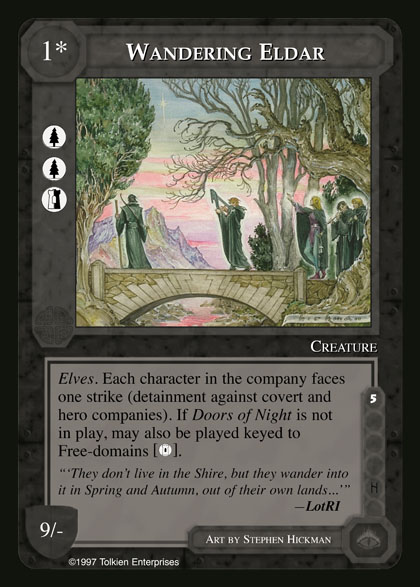 1*
WANDERING ELDAR
CREATURE
Elves. Each character in the company faces
one strike (detainment against covert and
hero companies). If Doors of Night is not
in play, may also be played keyed to
Free-domains [ ].
“‘They don’t live in the Shire, but they wander into
it in Spring and Autumn, out of their own lands...’”
—LotRI
5
9/-
ART BY STEPHEN HICKMAN
©1997 Tolkien Enterprises